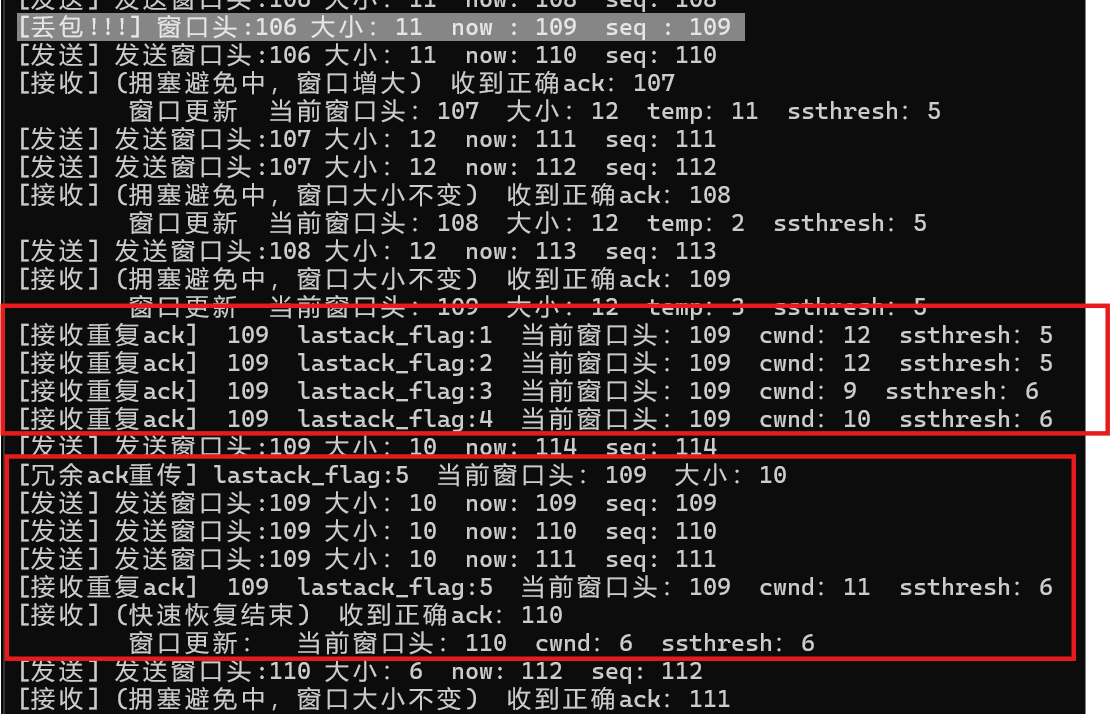 [发送] 发送窗口头:106 大小: 11  now: 108  seq: 108
[丢包!!!] 窗口头:106 大小: 11  now : 109  seq : 109
[发送] 发送窗口头:106 大小: 11  now: 110  seq: 110
[接收] (拥塞避免中, 窗口增大)  收到正确ack: 107
窗口更新  当前窗口头: 107  大小: 12  temp: 11  ssthresh: 5
[发送] 发送窗口头:107 大小: 12  now: 111  seq: 111
[发送] 发送窗口头:107 大小: 12  now: 112  seq: 112
[接收] (拥塞避免中, 窗口大小不变)  收到正确ack: 108
窗口更新  当前窗口头: 108  大小: 12  temp: 2  ssthresh: 5
[发送] 发送窗口头:108 大小: 12  now: 113  seq: 113
[接收] (拥塞避免中, 窗口大小不变)  收到正确ack: 109
窗口更新  当前窗口头: 109  大小: 12  temp: 3  ssthresh: 5
[接收重复ack]  109  lastack_flag:1  当前窗口头: 109  cwnd: 12  ssthresh: 5
[接收重复ack]  109  lastack_flag:2  当前窗口头: 109  cwnd: 12  ssthresh: 5
[接收重复ack]  109  lastack_flag:3  当前窗口头: 109  cwnd: 9  ssthresh: 6
[接收重复ack]  109  lastack_flag:4  当前窗口头: 109  cwnd: 10  ssthresh: 6
[发送] 发送窗口头:109 大小: 10  now: 114  seq: 114
[冗余ack重传] lastack_flag:5  当前窗口头: 109  大小: 10
[发送] 发送窗口头:109 大小: 10  now: 109  seq: 109
[发送] 发送窗口头:109 大小: 10  now: 110  seq: 110
[发送] 发送窗口头:109 大小: 10  now: 111  seq: 111
[接收重复ack]  109  lastack_flag:5  当前窗口头: 109  cwnd: 11  ssthresh: 6
[接收] (快速恢复结束)  收到正确ack: 110
窗口更新:  当前窗口头: 110  cwnd: 6  ssthresh: 6
[发送] 发送窗口头:110 大小: 6  now: 112  seq: 112
[接收] (拥塞避免中, 窗口大小不变)  收到正确ack: 111